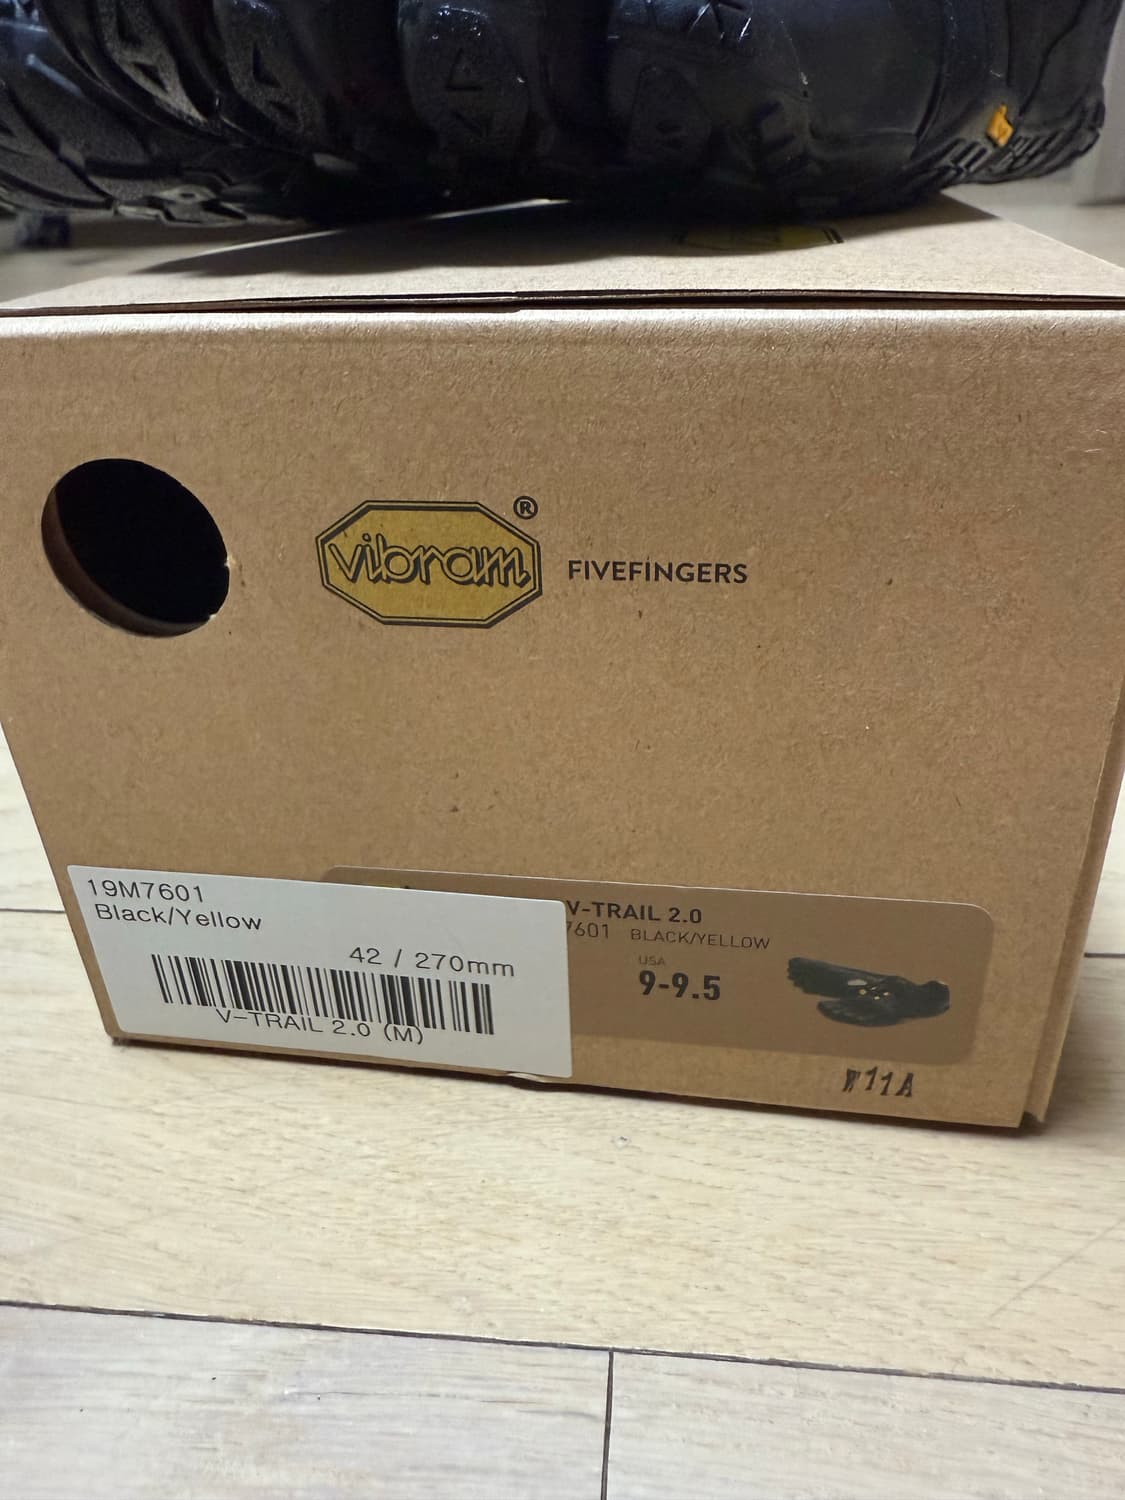 vibram®
FIVEFINGERS
19M7601
Black/Yellow
42 / 270mm
V-TRAIL 2.0 (M)
V-TRAIL 2.0
7601 BLACK/YELLOW
USA
9-9.5
W11A